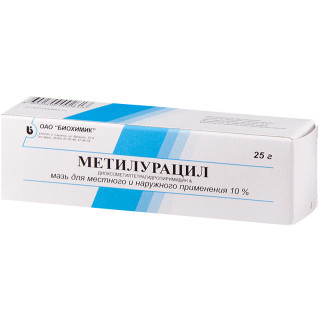 ОАО "БИОХИМИК"
МЕТИЛУРАЦИЛ
25 г
ДИОКСОМЕТИЛТЕТРАГИДРОПИРИМИДИН
мазь для местного и наружного применения 10 %